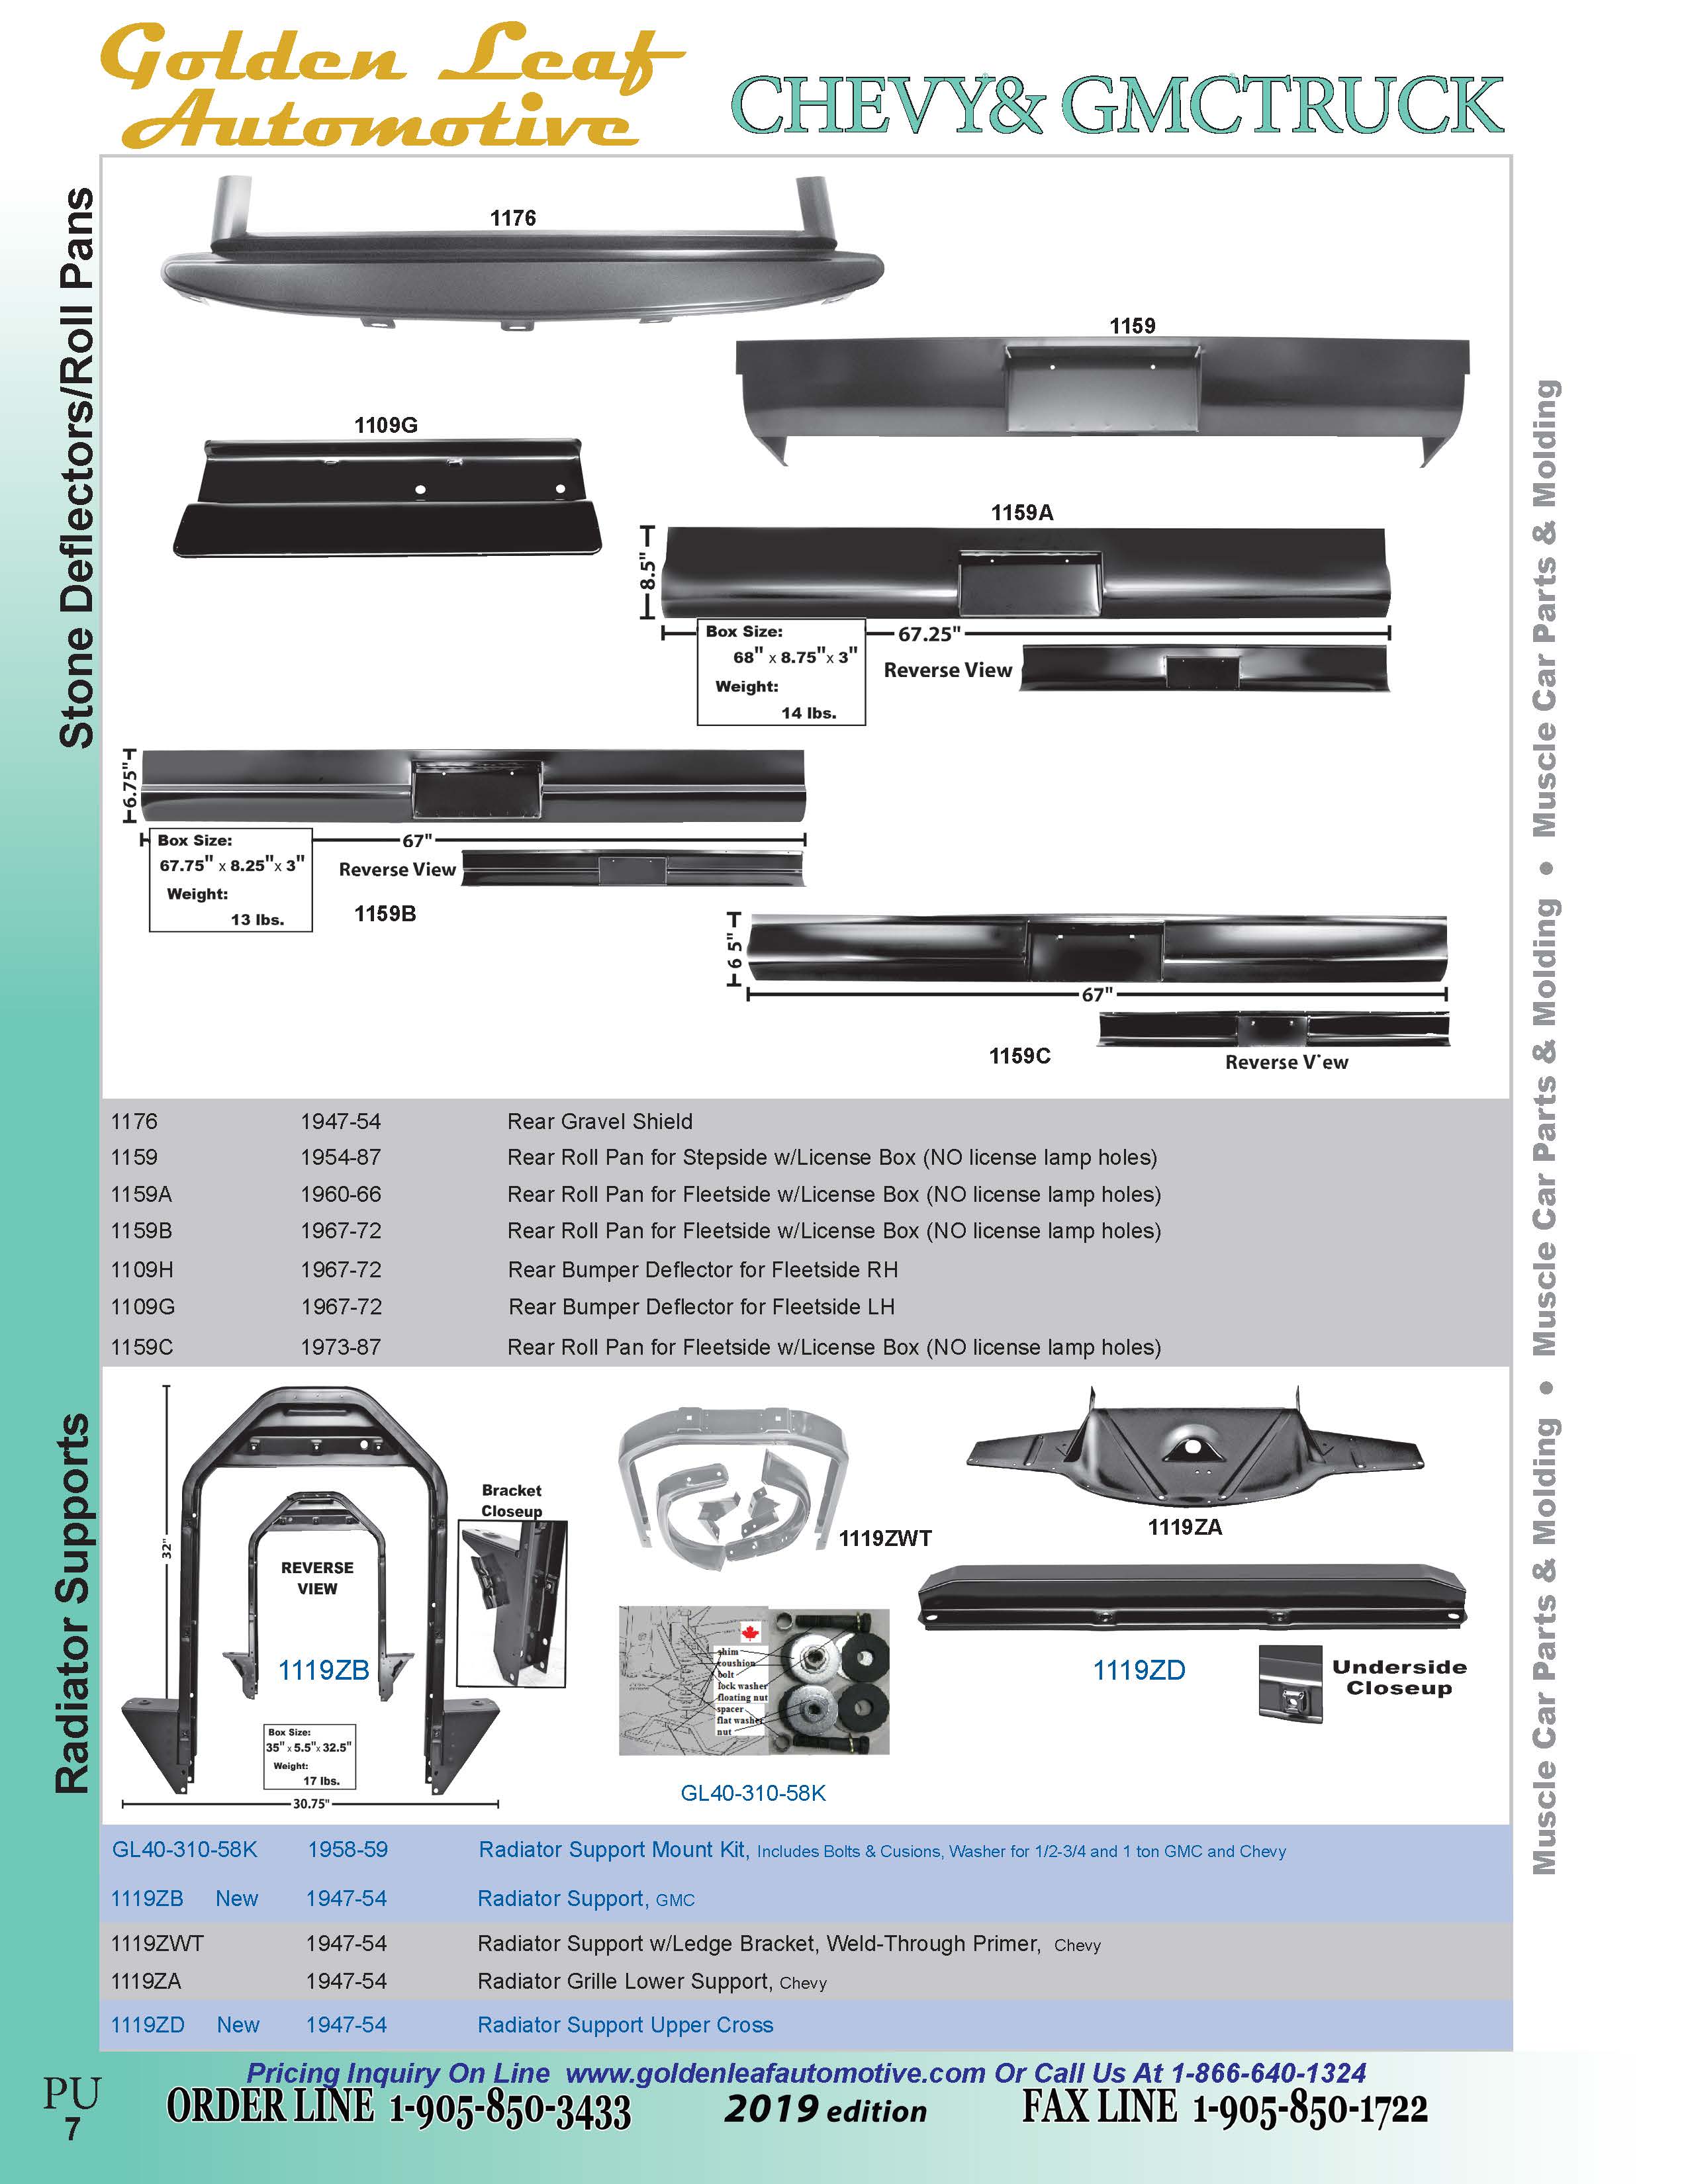 Golden Leaf
Automotive
CHEVY& GMCTRUCK
Stone Deflectors/Roll Pans
1176
1159
1109G
1159A
8.5"
67.25"
Box Size:
68" x 8.75"x 3"
Weight:
14 lbs.
Reverse View
6.75"
67"
Box Size:
67.75" x 8.25"x 3"
Weight:
13 lbs.
Reverse View
1159B
6 5"
67"
1159C
Reverse V'ew
1176 1947-54 Rear Gravel Shield
1159 1954-87 Rear Roll Pan for Stepside w/License Box (NO license lamp holes)
1159A 1960-66 Rear Roll Pan for Fleetside w/License Box (NO license lamp holes)
1159B 1967-72 Rear Roll Pan for Fleetside w/License Box (NO license lamp holes)
1109H 1967-72 Rear Bumper Deflector for Fleetside RH
1109G 1967-72 Rear Bumper Deflector for Fleetside LH
1159C 1973-87 Rear Roll Pan for Fleetside w/License Box (NO license lamp holes)
Radiator Supports
32"
REVERSE
VIEW
1119ZB
Bracket
Closeup
Box Size:
35" x 5.5"x 32.5"
Weight:
17 lbs.
30.75"
1119ZWT
1119ZA
shim
coushion
bolt
lock washer
floating nut
spacer
flat washer
nut
GL40-310-58K
1119ZD
Underside
Closeup
GL40-310-58K 1958-59 Radiator Support Mount Kit, Includes Bolts & Cusions, Washer for 1/2-3/4 and 1 ton GMC and Chevy
1119ZB New 1947-54 Radiator Support, GMC
1119ZWT 1947-54 Radiator Support w/Ledge Bracket, Weld-Through Primer, Chevy
1119ZA 1947-54 Radiator Grille Lower Support, Chevy
1119ZD New 1947-54 Radiator Support Upper Cross
Muscle Car Parts & Molding • Muscle Car Parts & Molding • Muscle Car Parts & Molding
Pricing Inquiry On Line www.goldenleafautomotive.com Or Call Us At 1-866-640-1324
PU
7
ORDER LINE 1-905-850-3433
2019 edition
FAX LINE 1-905-850-1722